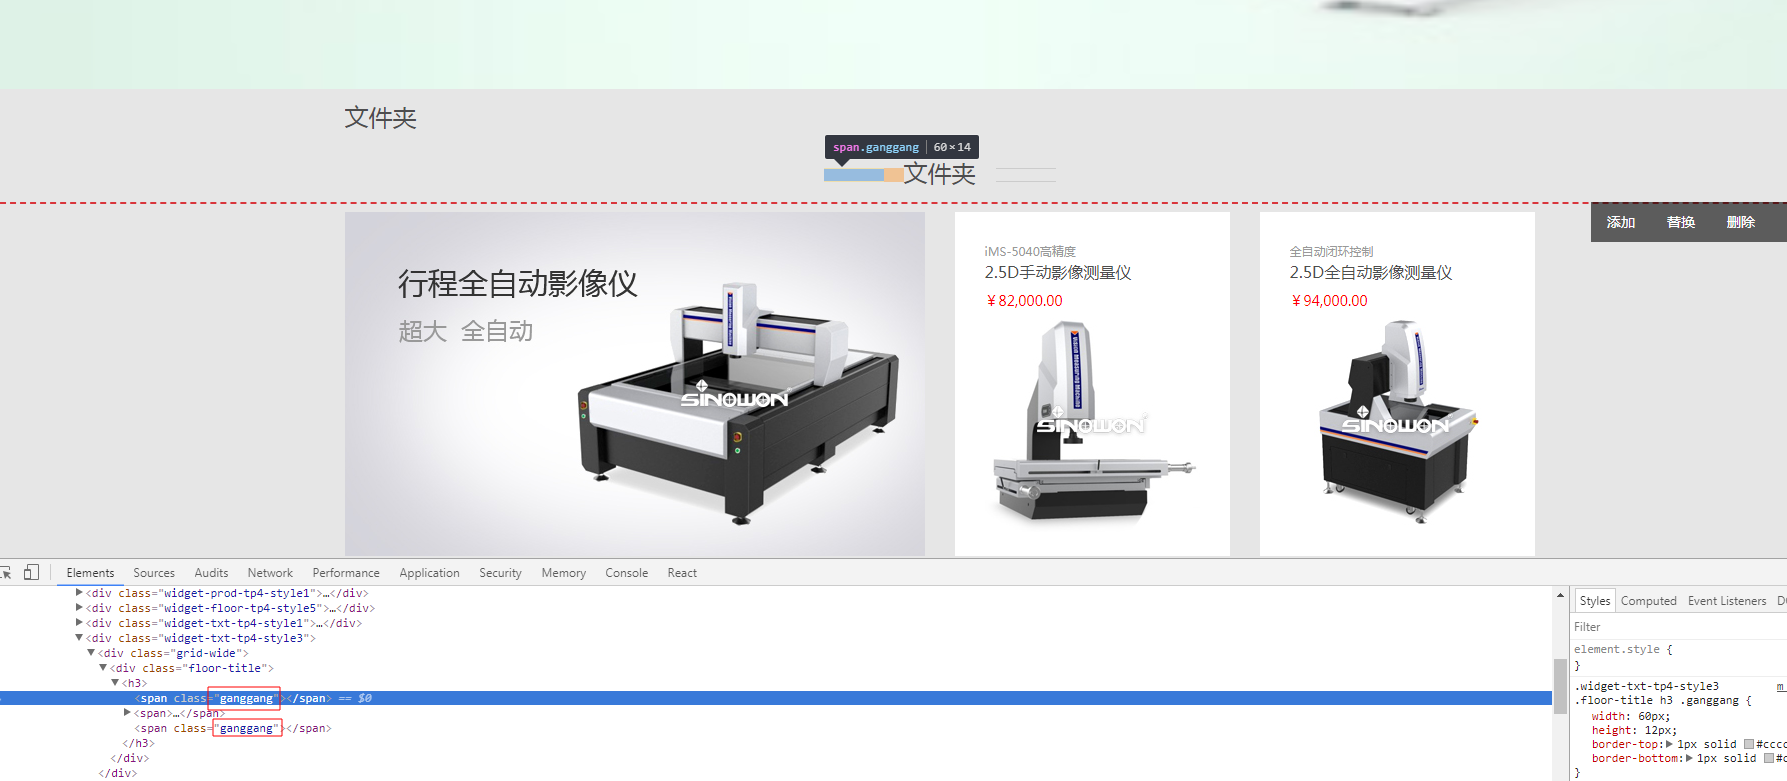 文件夹
span.ganggang 60×14
文件夹
添加 替换 删除
行程全自动影像仪
超大 全自动
SINOWON
iMS-5040高精度
2.5D手动影像测量仪
￥82,000.00
Vision Measuring Machine
SINOWON
全自动闭环控制
2.5D全自动影像测量仪
￥94,000.00
SINOWON
Elements Sources Audits Network Performance Application Security Memory Console React
▶<div class="widget-prod-tp4-style1">…</div>
▶<div class="widget-floor-tp4-style5">…</div>
▶<div class="widget-txt-tp4-style1">…</div>
▼<div class="widget-txt-tp4-style3">
▼<div class="grid-wide">
▼<div class="floor-title">
▼<h3>
<span class="ganggang"></span> == $0
▶<span>…</span>
<span class="ganggang"></span>
</h3>
</div>
</div>
Styles Computed Event Listeners
Filter
element.style {
}
.widget-txt-tp4-style3 m
.floor-title h3 .ganggang {
width: 60px;
height: 12px;
border-top:▶1px solid #ccc
border-bottom:▶1px solid #c
}